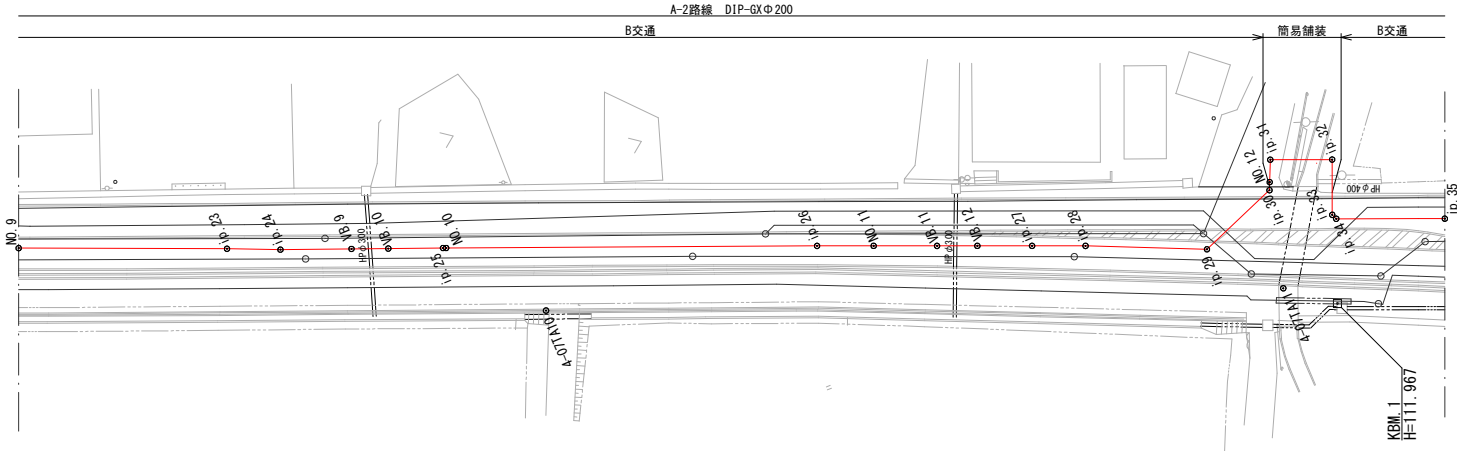 A-2路線 DIP-GXΦ200
B交通
簡易舗装
B交通
NO.9
ip.23
ip.24
VB.9
HPφ300
VB.10
ip.25
NO.10
ip.26
NO.11
VB.11
HPφ300
VB.12
ip.27
ip.28
ip.29
ip.30
NO.12
ip.31
ip.32
HPφ400
ip.33
ip.34
ip.35
4-07TA10
4-07TA11
KBM.1
H=111.967